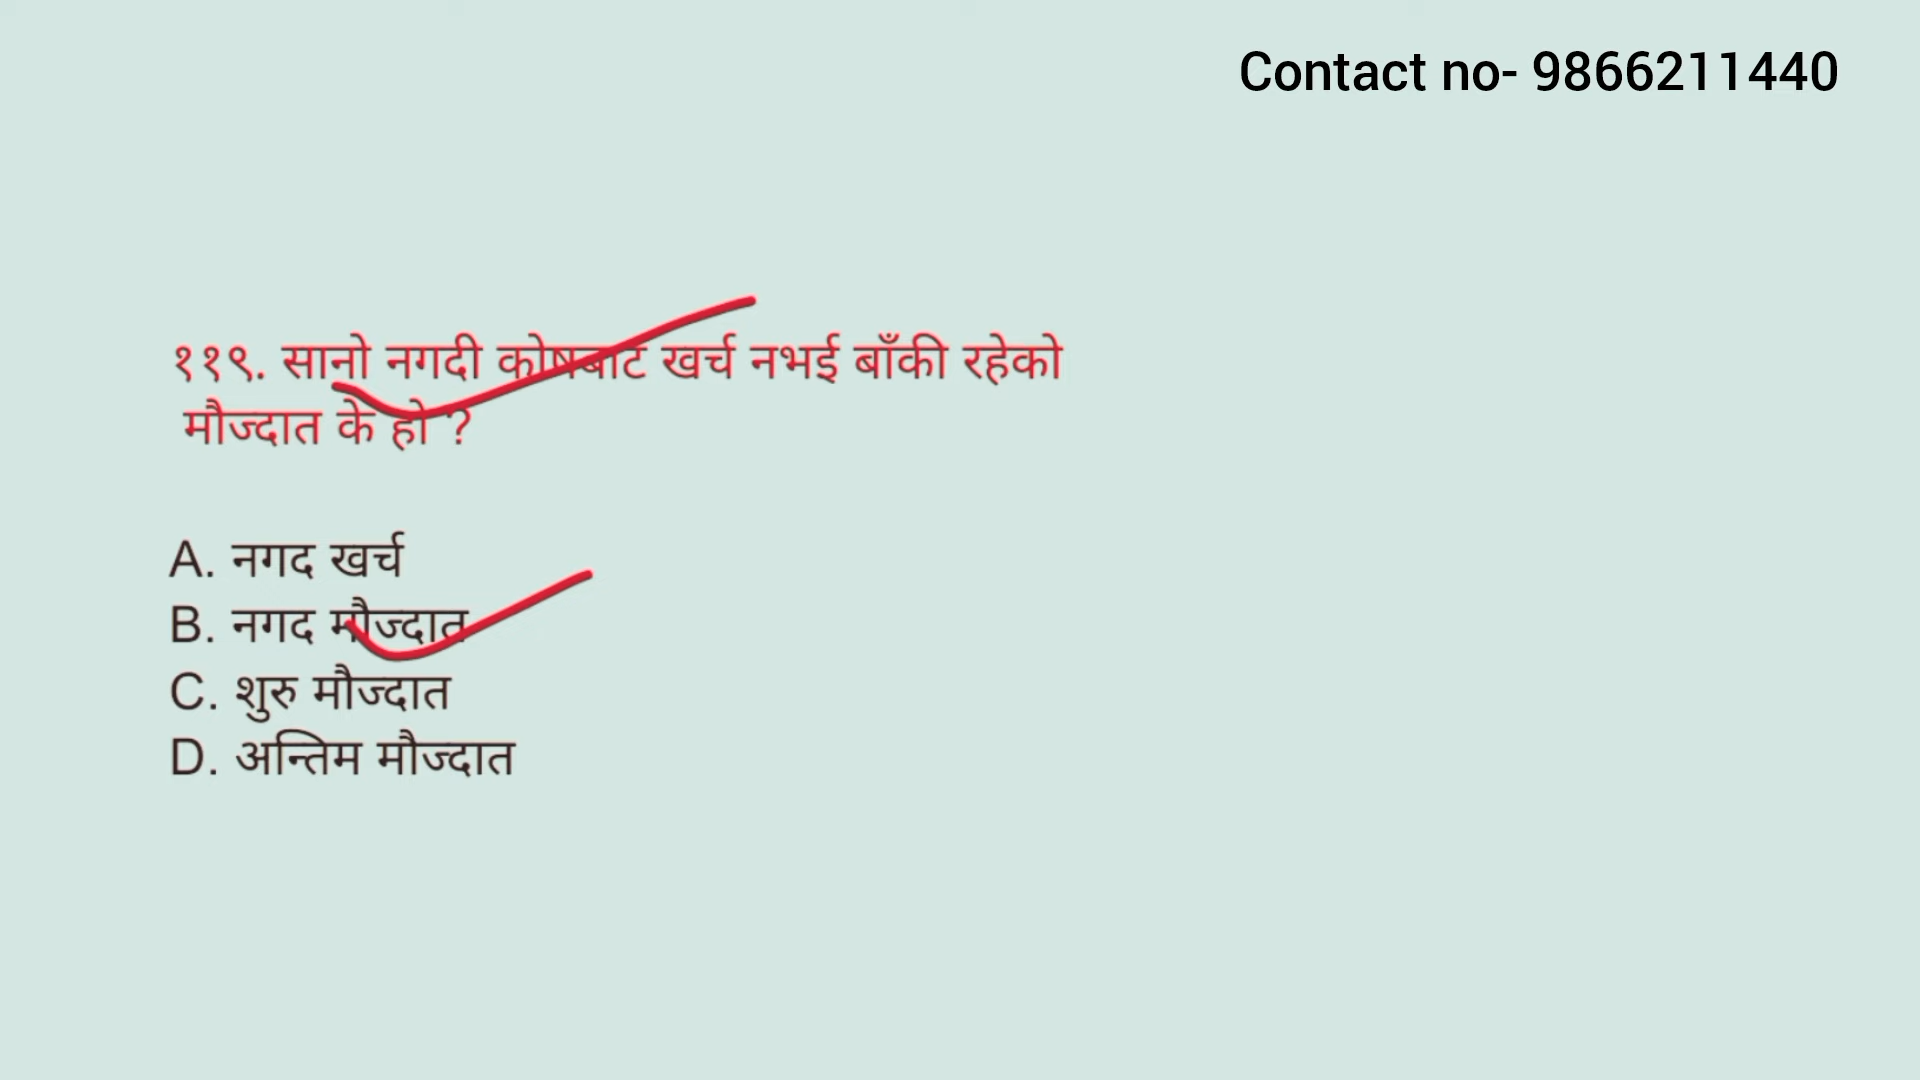 Contact no- 9866211440
११९. सानो नगदी कोषबाट खर्च नभई बाँकी रहेको
मौज्दात के हो ?
A. नगद खर्च
B. नगद मौज्दात
C. शुरु मौज्दात
D. अन्तिम मौज्दात